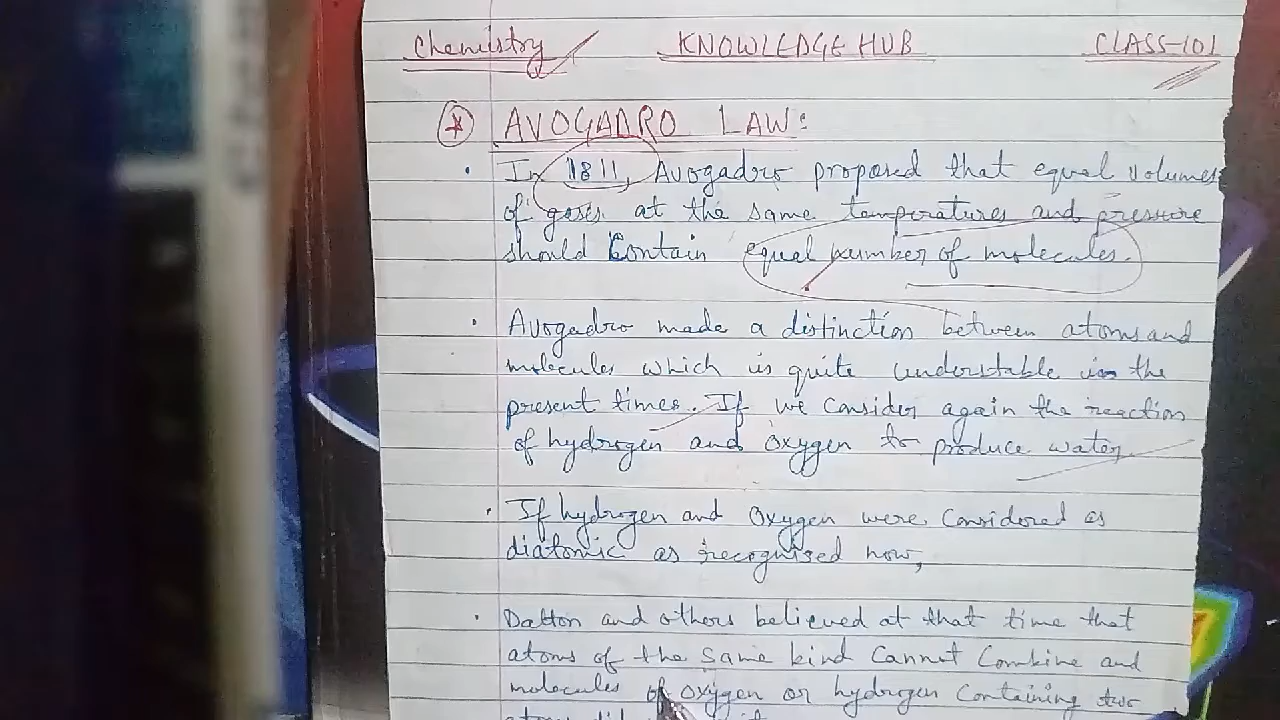 Chemistry KNOWLEDGE HUB CLASS-101
AVOGADRO LAW:
In 1811, Avogadro proposed that equal volumes
of gases at the same temperatures and pressure
should Contain equal number of molecules.
Avogadro made a distinction between atoms and
molecules which is quite understable in the
present times. If we consider again the reaction
of hydrogen and Oxygen to produce water.
If hydrogen and Oxygen were Considered as
diatomic as recognised now,
Dalton and others believed at that time that
atoms of the Same kind Cannot Combine and
molecules of oxygen or hydrogen Containing two